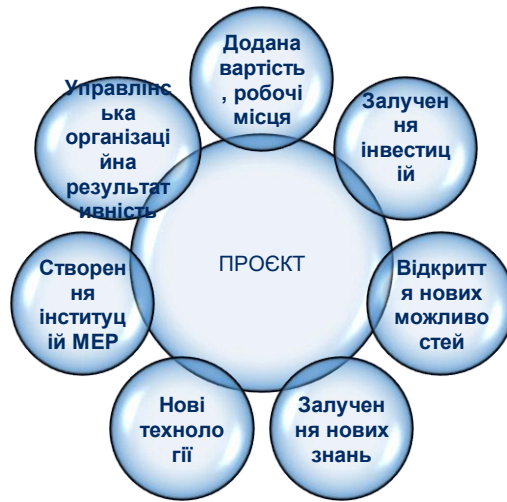 Додана
вартість
, робочі
місця
Залучен
ня
інвестиц
ій
Відкритт
я нових
можливо
стей
Залучен
ня нових
знань
Нові
техноло
гії
Створен
ня
інституц
ій МЕР
Управлінс
ька
організаці
йна
результат
ивність
ПРОЄКТ